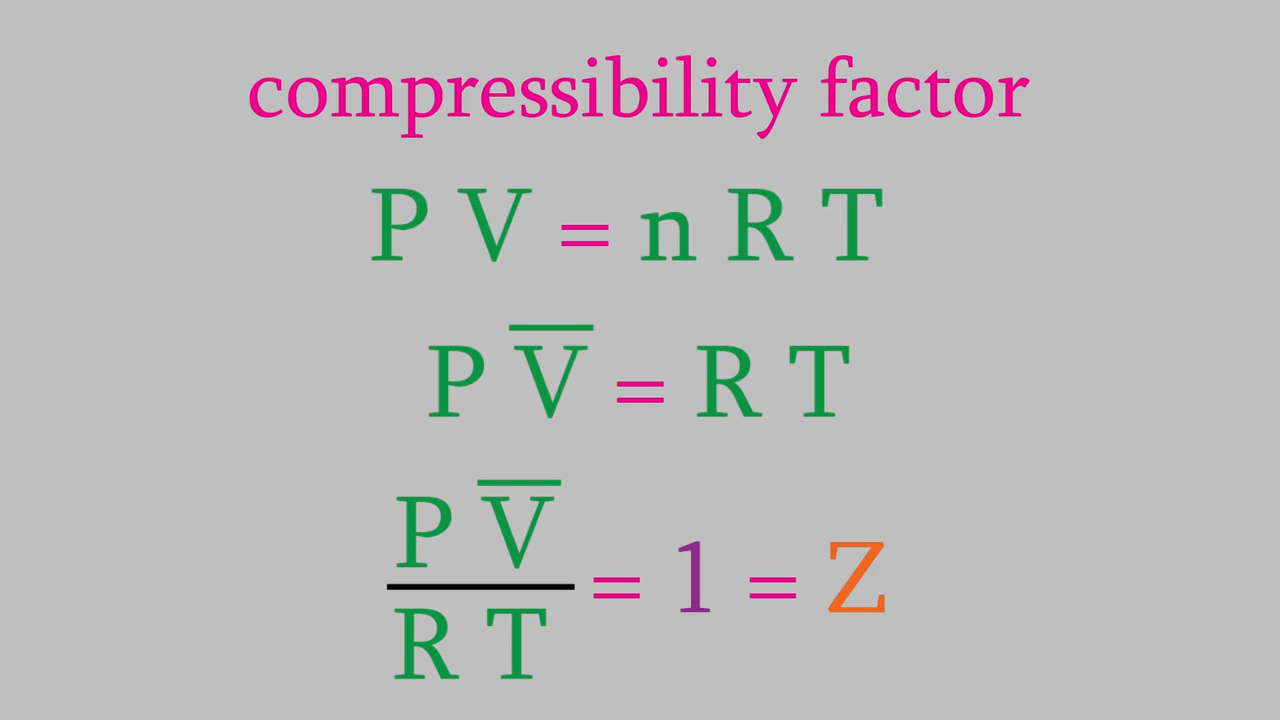 compressibility factor
P V = n R T
P V̅ = R T
P V̅
R T
= 1 = Z